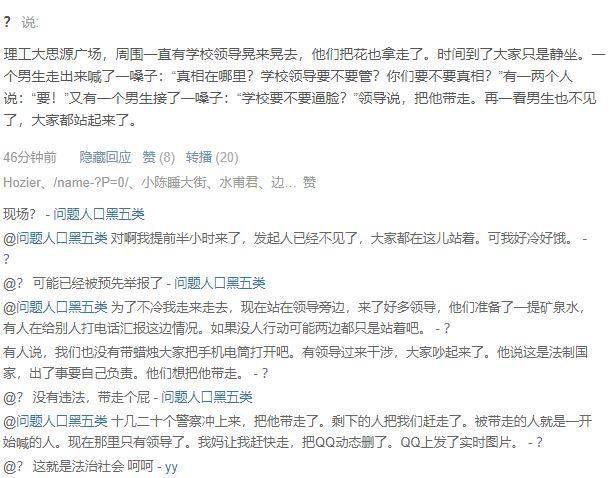 ? 说:
理工大思源广场，周围一直有学校领导晃来晃去，他们把花也拿走了。时间到了大家只是静坐。一
个男生走出来喊了一嗓子：“真相在哪里？学校领导要不要管？你们要不要真相？”有一两个人
说：“要！”又有一个男生接了一嗓子：“学校要不要逼脸？”领导说，把他带走。再一看男生也不见
了，大家都站起来了。
46分钟前 隐藏回应 赞 (8) 转播 (20)
Hozier、/name-?P=0/、小陈睡大街、水甫君、边... 赞
现场？ - 问题人口黑五类
@问题人口黑五类 对啊我提前半小时来了，发起人已经不见了，大家都在这儿站着。可我好冷好饿。 -
?
@? 可能已经被预先举报了 - 问题人口黑五类
@问题人口黑五类 为了不冷我走来走去，现在站在领导旁边，来了好多领导，他们准备了一提矿泉水，
有人在给别人打电话汇报这边情况。如果没人行动可能两边都只是站着吧。 - ?
有人说，我们也没有带蜡烛大家把手机电筒打开吧。有领导过来干涉，大家吵起来了。他说这是法制国
家，出了事要自己负责。他们想把他带走。 - ?
@? 没有违法，带走个屁 - 问题人口黑五类
@问题人口黑五类 十几二十个警察冲上来，把他带走了。剩下的人把我们赶走了。被带走的人就是一开
始喊的人。现在那里只有领导了。我妈让我赶快走，把QQ动态删了。QQ上发了实时图片。 - ?
@? 这就是法治社会 呵呵 - yy